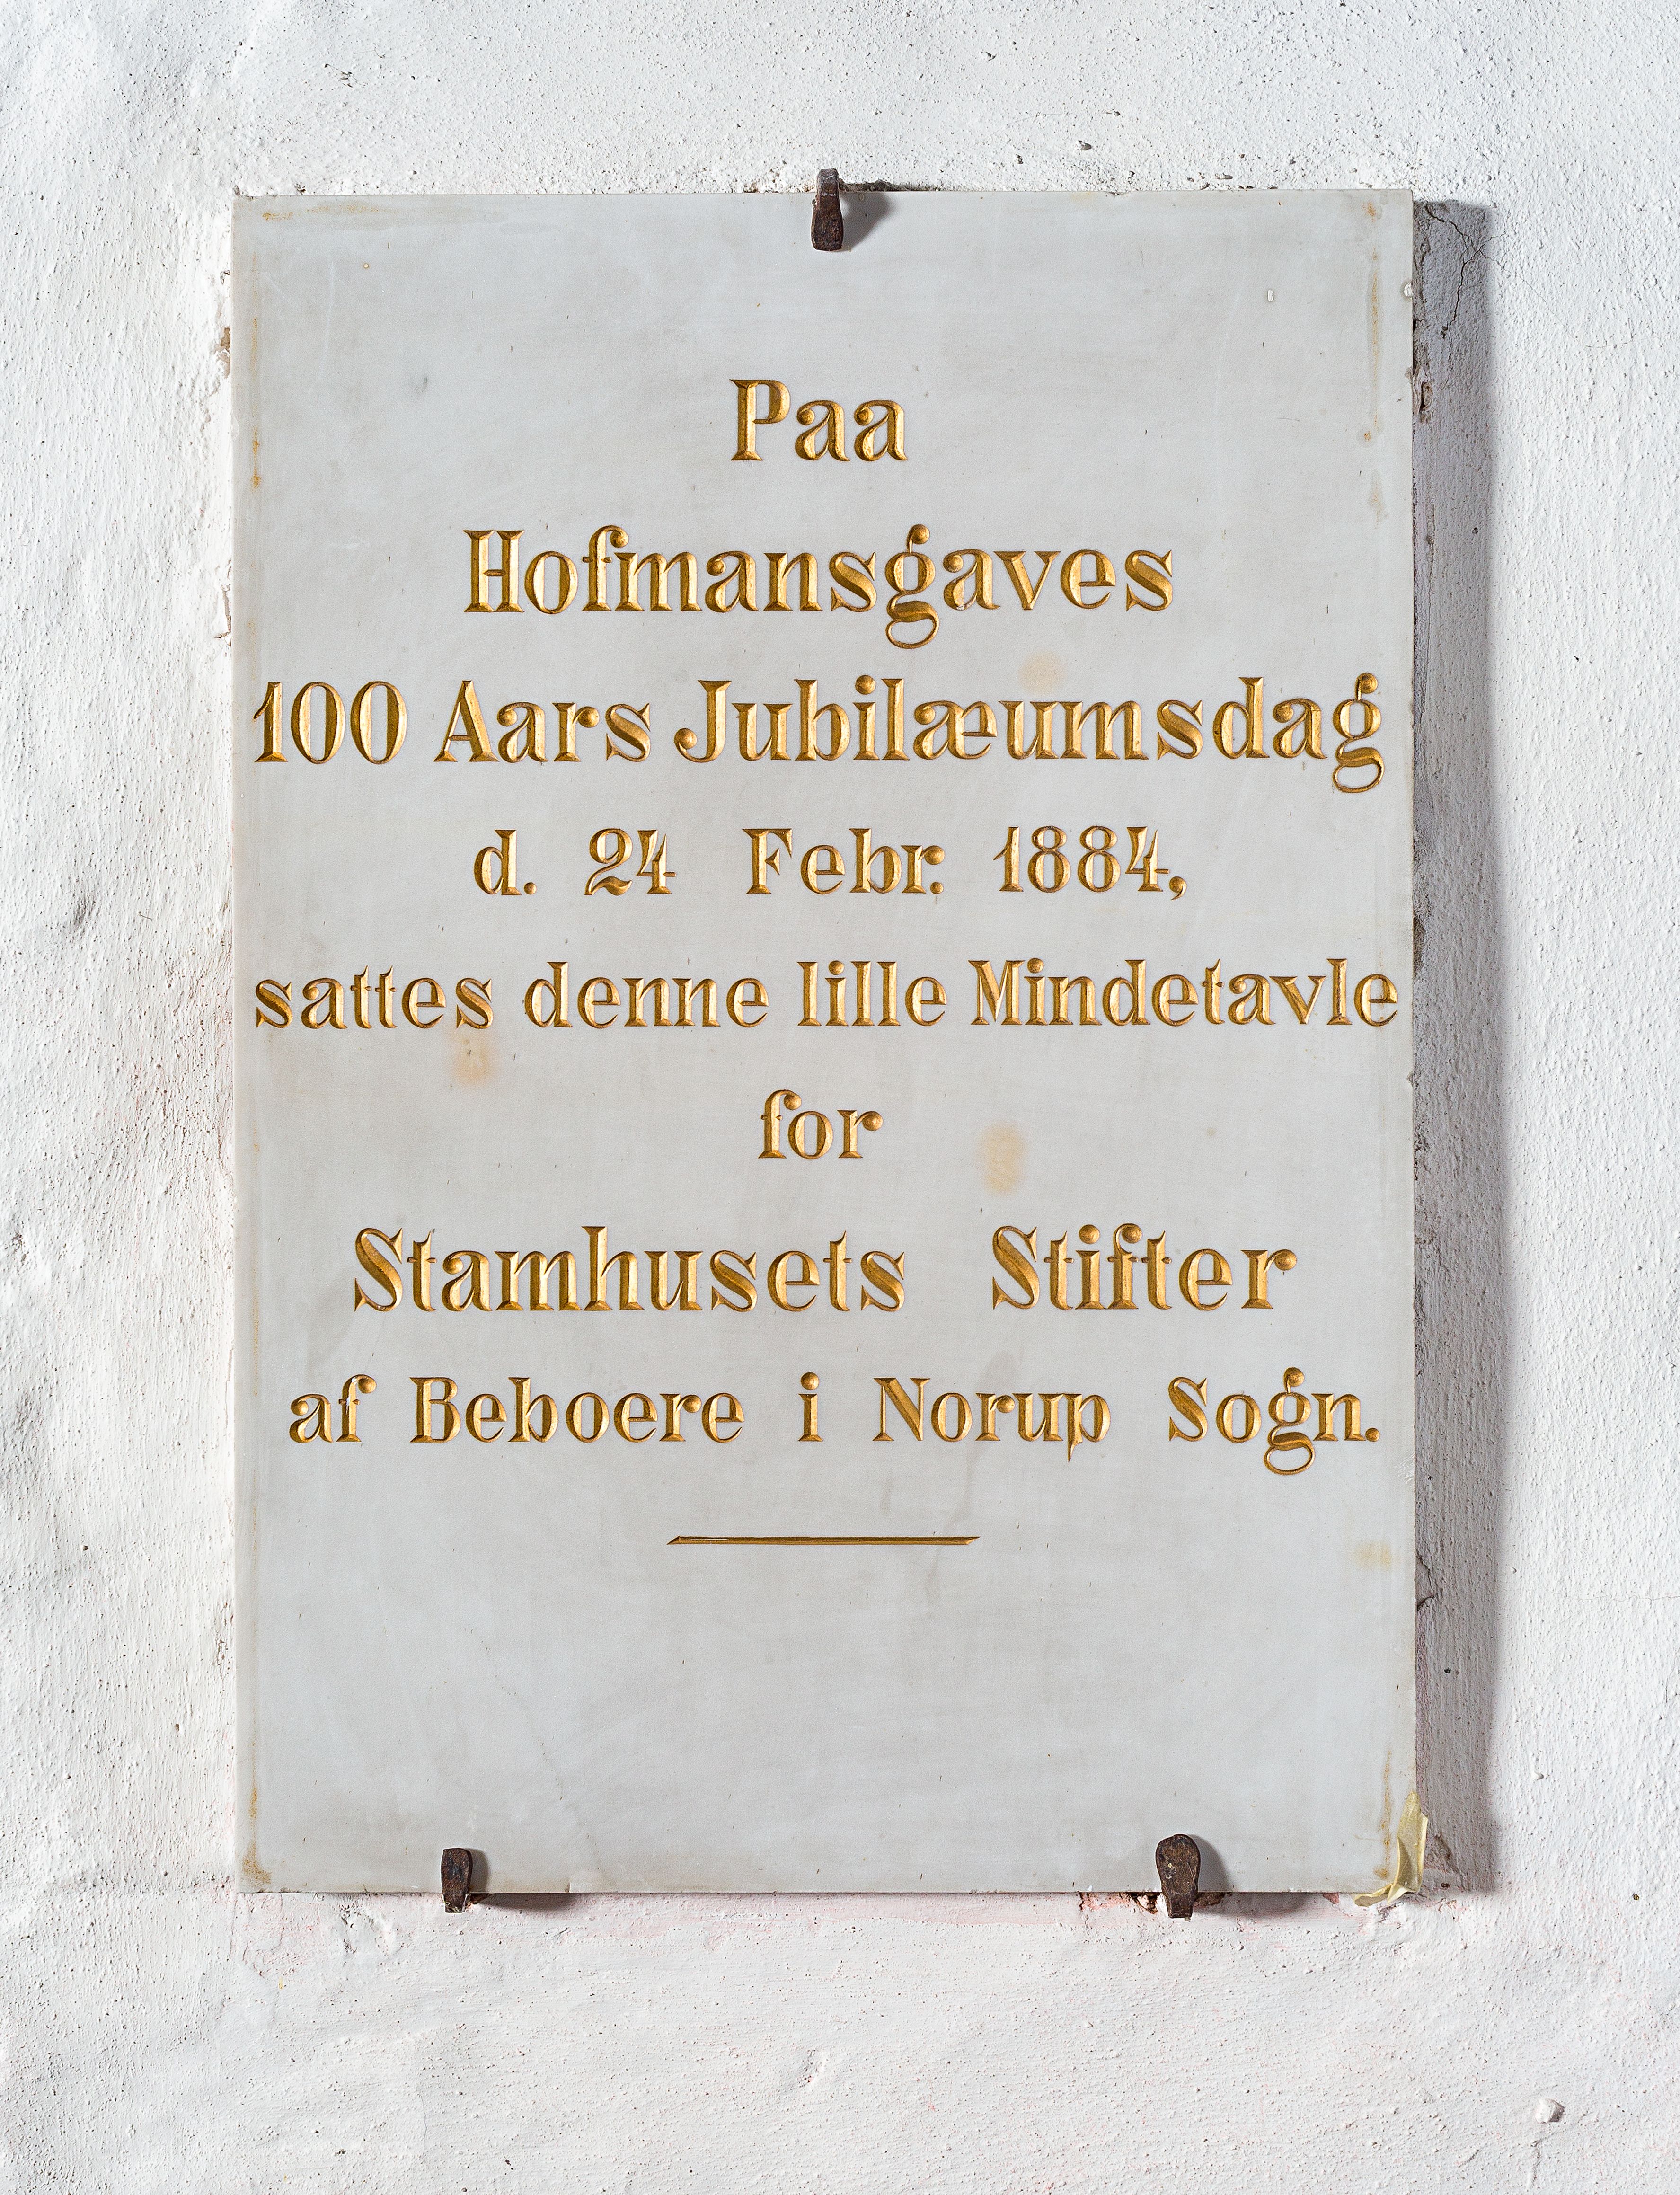 Paa
Hofmansgaves
100 Aars Jubilæumsdag
d. 24 Febr. 1884,
sattes denne lille Mindetavle
for
Stamhusets Stifter
af Beboere i Norup Sogn.